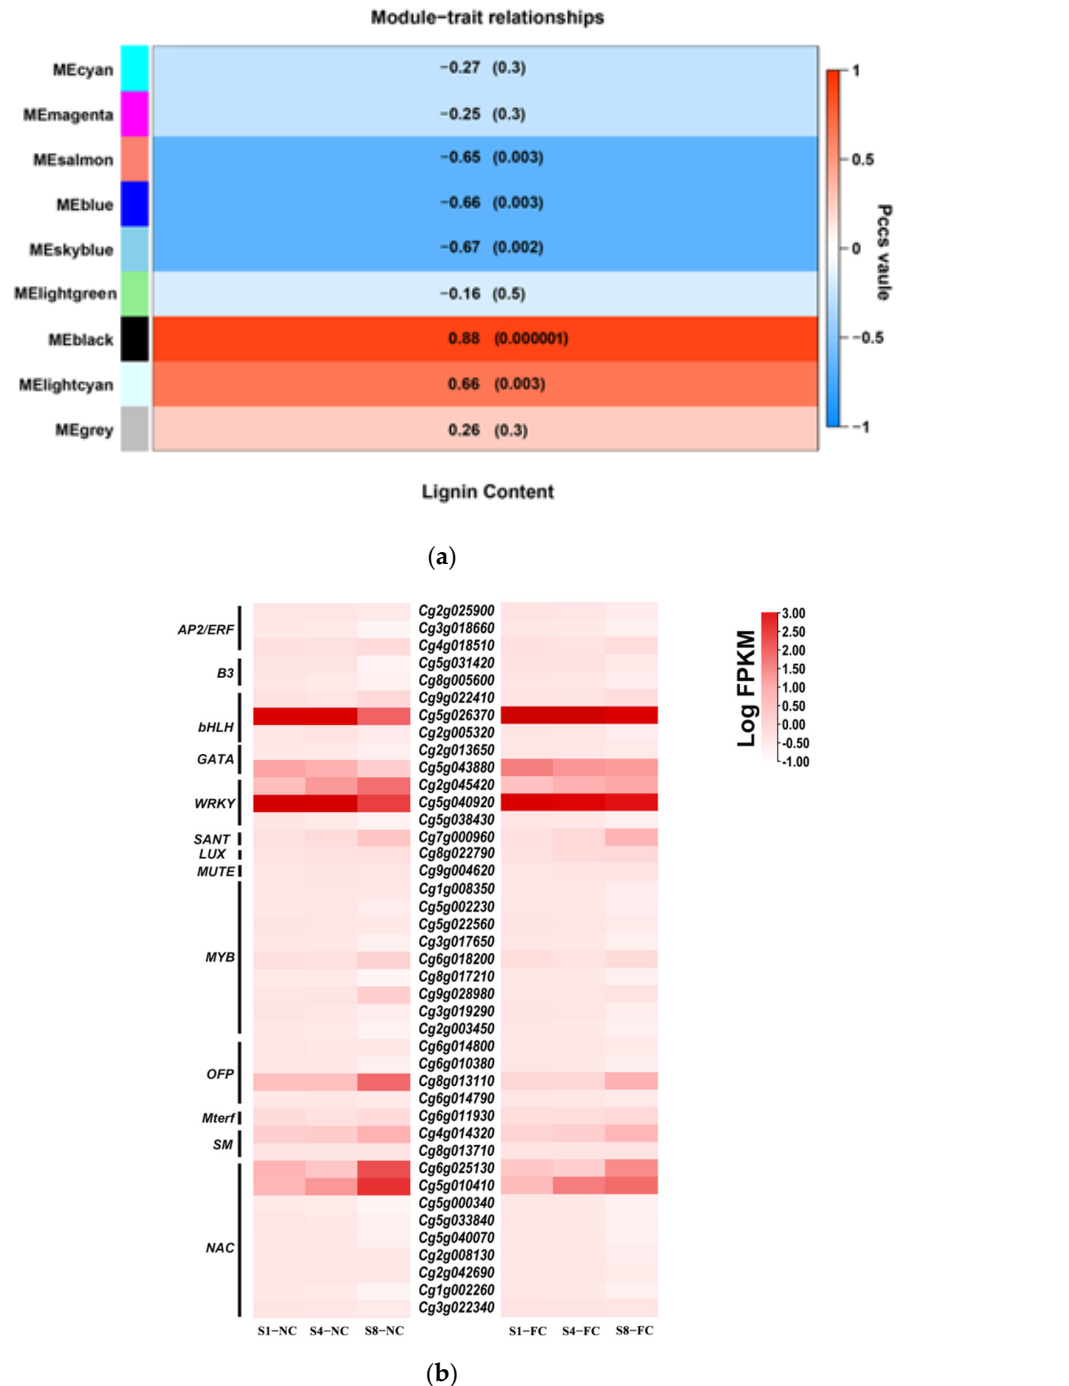 Module−trait relationships
MEcyan −0.27 (0.3)
MEmagenta −0.25 (0.3)
MEsalmon −0.65 (0.003)
MEblue −0.66 (0.003)
MEskyblue −0.67 (0.002)
MElightgreen −0.16 (0.5)
MEblack 0.88 (0.000001)
MElightcyan 0.66 (0.003)
MEgrey 0.26 (0.3)
1
0.5
0
−0.5
−1
Pccs vaule
Lignin Content
(a)
AP2/ERF
B3
bHLH
GATA
WRKY
SANT
LUX
MUTE
MYB
OFP
Mterf
SM
NAC
Cg2g025900
Cg3g018660
Cg4g018510
Cg5g031420
Cg8g005600
Cg9g022410
Cg5g026370
Cg2g005320
Cg2g013650
Cg5g043880
Cg2g045420
Cg5g040920
Cg5g038430
Cg7g000960
Cg8g022790
Cg9g004620
Cg1g008350
Cg5g002230
Cg5g022560
Cg3g017650
Cg6g018200
Cg8g017210
Cg9g028980
Cg3g019290
Cg2g003450
Cg6g014800
Cg6g010380
Cg8g013110
Cg6g014790
Cg6g011930
Cg4g014320
Cg8g013710
Cg6g025130
Cg5g010410
Cg5g000340
Cg5g033840
Cg5g040070
Cg2g008130
Cg2g042690
Cg1g002260
Cg3g022340
S1−NC S4−NC S8−NC
S1−FC S4−FC S8−FC
Log FPKM
3.00
2.50
2.00
1.50
1.00
0.50
0.00
-0.50
-1.00
(b)